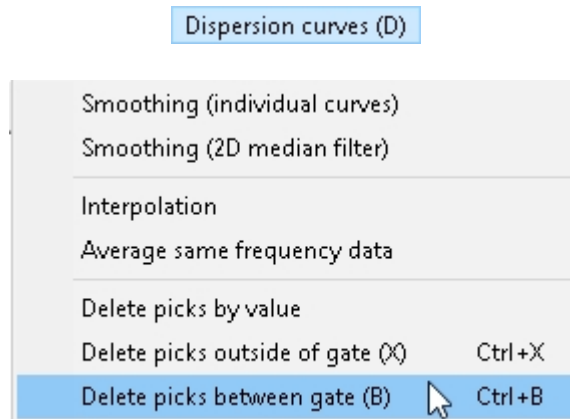 Dispersion curves (D)
Smoothing (individual curves)
Smoothing (2D median filter)
Interpolation
Average same frequency data
Delete picks by value
Delete picks outside of gate (X) Ctrl+X
Delete picks between gate (B) Ctrl+B